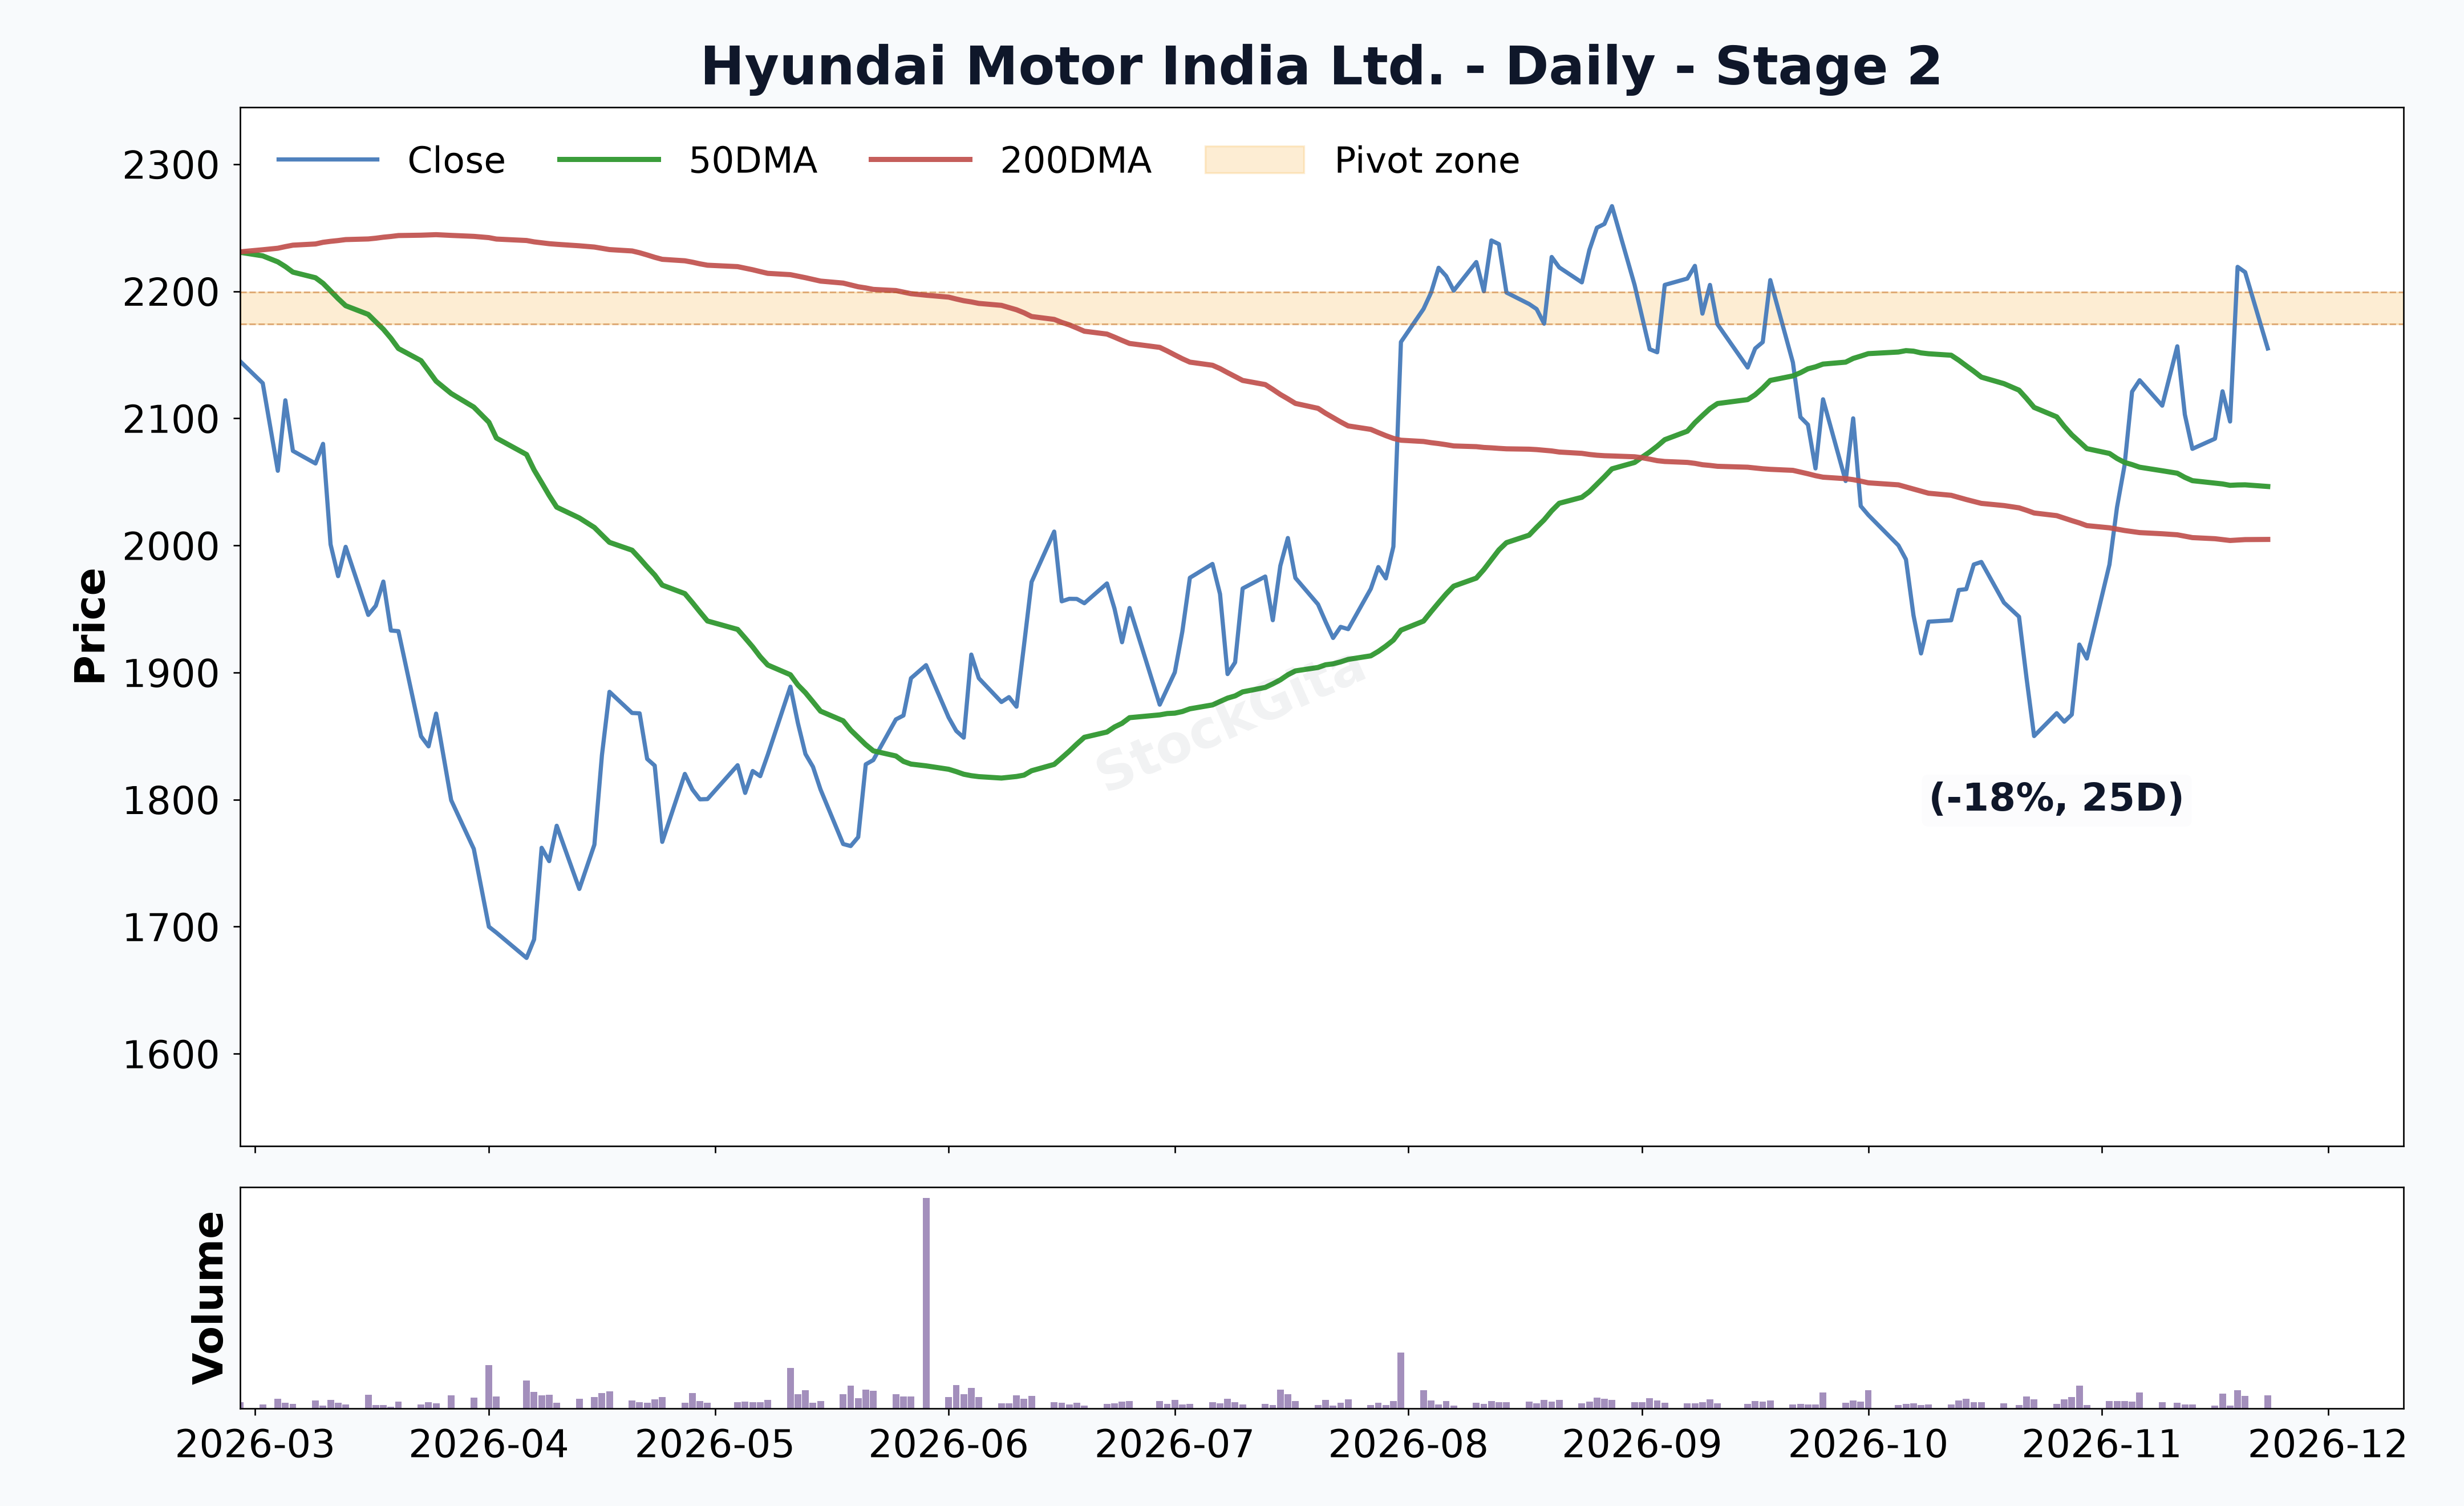 Hyundai Motor India Ltd. - Daily - Stage 2
Close 50DMA 200DMA Pivot zone
2300
2200
2100
2000
1900
1800
1700
1600
Price
StockGita
(-18%, 25D)
Volume
2026-03 2026-04 2026-05 2026-06 2026-07 2026-08 2026-09 2026-10 2026-11 2026-12